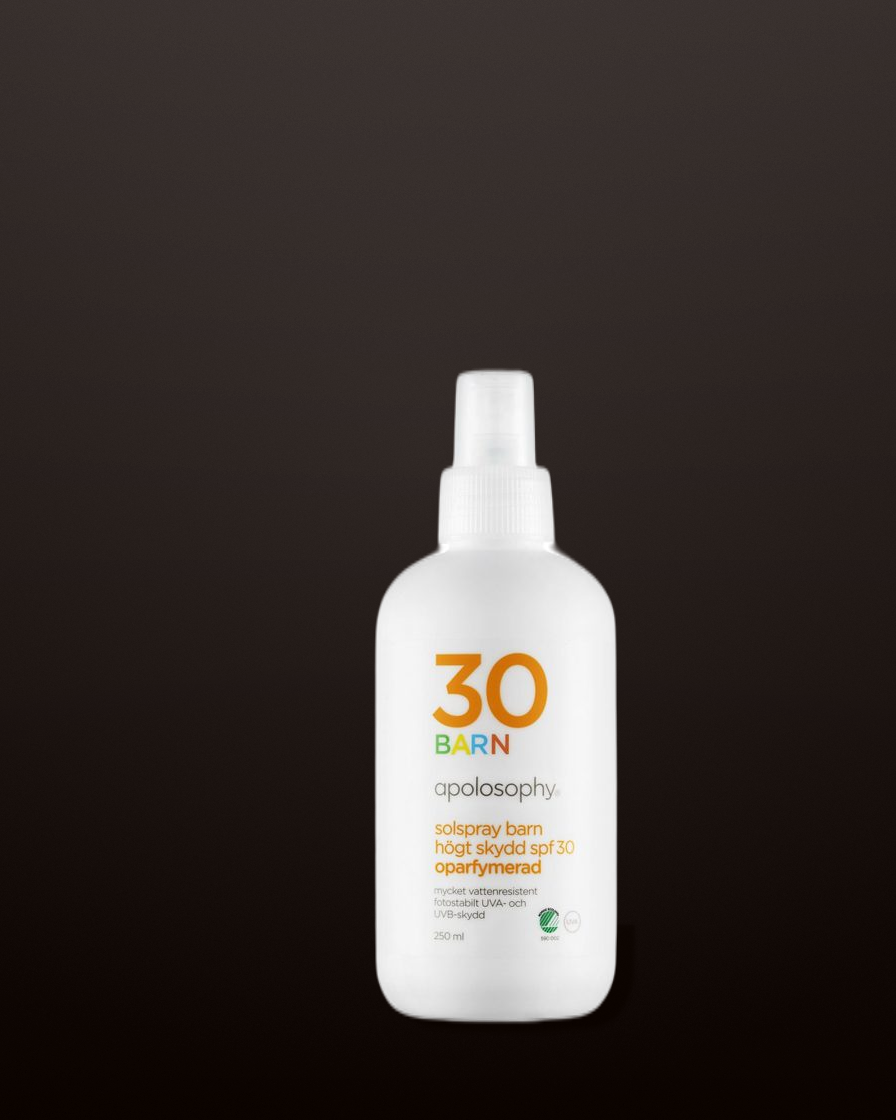 30
BARN
apolosophy®
solspray barn
högt skydd spf 30
oparfymerad
mycket vattenresistent
fotostabilt UVA- och
UVB-skydd
UVA
250 ml